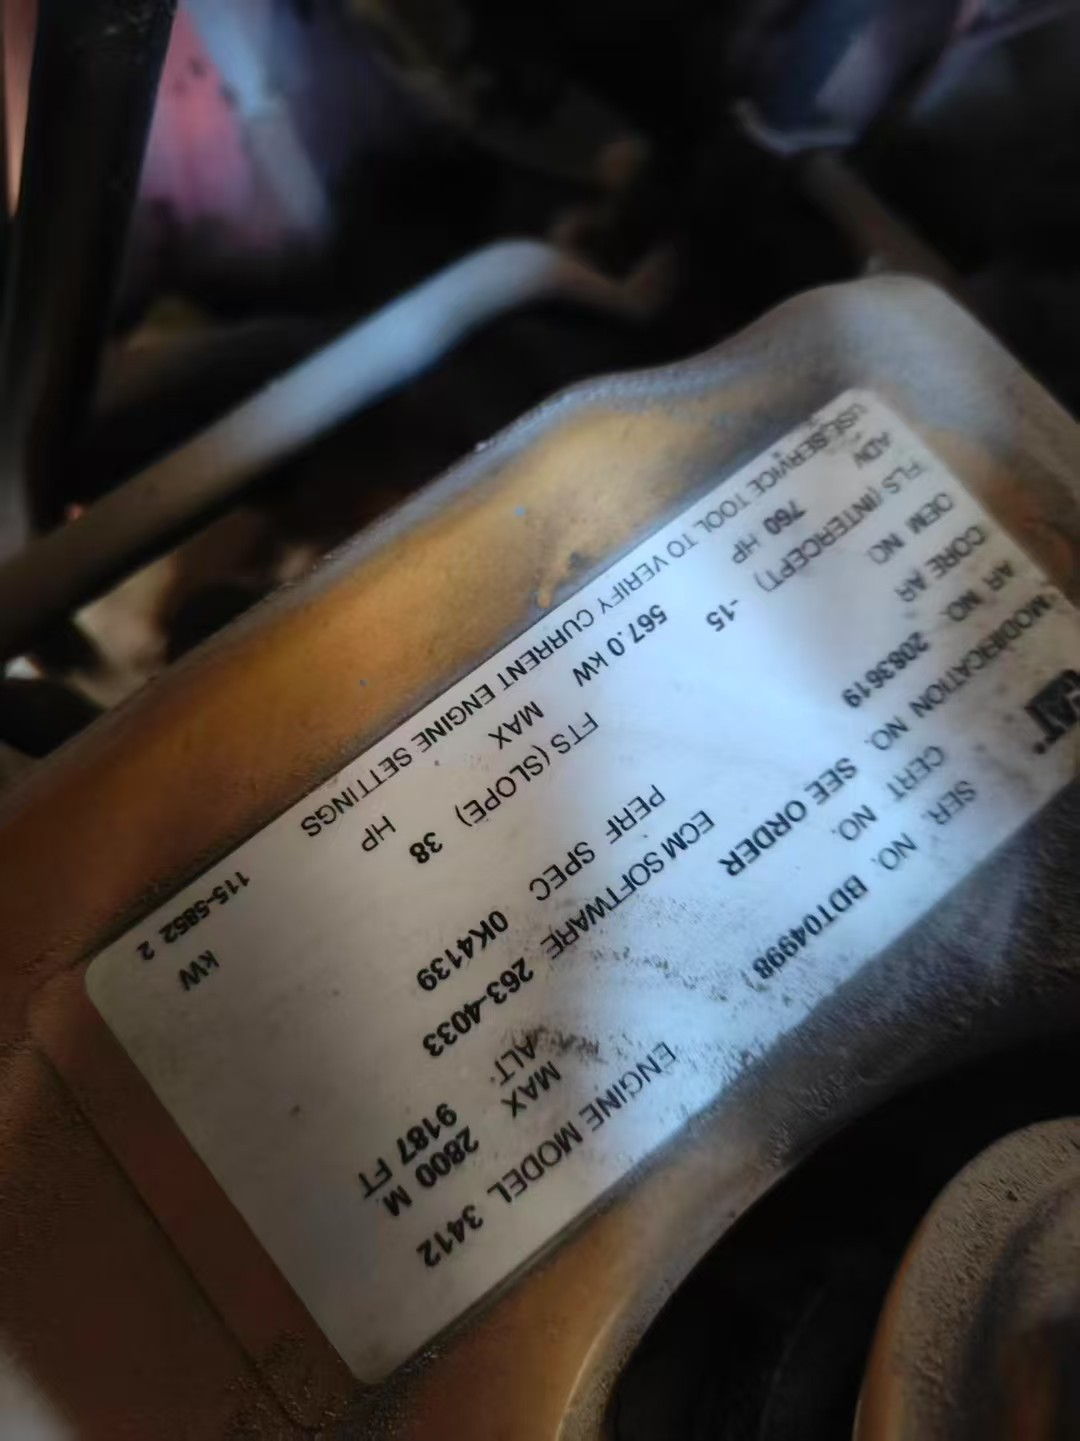 CAT
ENGINE MODEL 3412
SER. NO. BDT04998 MAX 2800 M
CERT NO. ALT 9187 FT
MODIFICATION NO. SEE ORDER
AR NO. 2083619 ECM SOFTWARE 263-4033
CORE AR PERF SPEC 0K4139
OEM NO.
FLS (INTERCEPT) -15 FTS (SLOPE) 38
ADV 760 HP 567.0 kW MAX HP kW
USE SERVICE TOOL TO VERIFY CURRENT ENGINE SETTINGS 115-5852 2